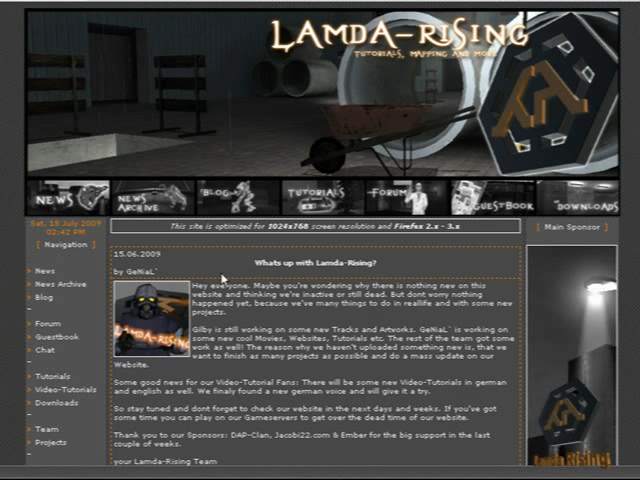 LAMDA-RISING
TUTORIALS, MAPPING AND MORE
NEWS
NEWS ARCHIVE
BLOG
TUTORIALS
FORUM
GUESTBOOK
DOWNLOADS
Sat, 18 July 2009
02:42 PM
This site is optimized for 1024x768 screen resolution and Firefox 2.x - 3.x
[ Main Sponsor ]
[ Navigation ]
> News
> News Archive
> Blog
–
> Forum
> Guestbook
> Chat
–
> Tutorials
> Video-Tutorials
> Downloads
–
> Team
> Projects
15.06.2009
Whats up with Lamda-Rising?
by GeNiaL`
LAMDA-RISING
Hey everyone. Maybe you're wondering why there is nothing new on this
website and thinking we're inactive or still dead. But dont worry nothing
happened yet, because we've many things to do in reallife and with some new
projects.
Gilby is still working on some new Tracks and Artworks. GeNiaL` is working on
some new cool Movies, Websites, Tutorials etc. The rest of the team got some
work as well! The reason why we haven't uploaded something new is, that we
want to finish as many projects as possible and do a mass update on our
Website.
Some good news for our Video-Tutorial Fans: There will be some new Video-Tutorials in german
and english as well. We finaly found a new german voice and will give it a try.
So stay tuned and dont forget to check our website in the next days and weeks. If you've got
some time you can play on our Gameservers to get over the dead time of our website.
Thank you to our Sponsors: DAP-Clan, Jacobi22.com & Ember for the big support in the last
couple of weeks.
your Lamda-Rising Team
Lamda Rising!